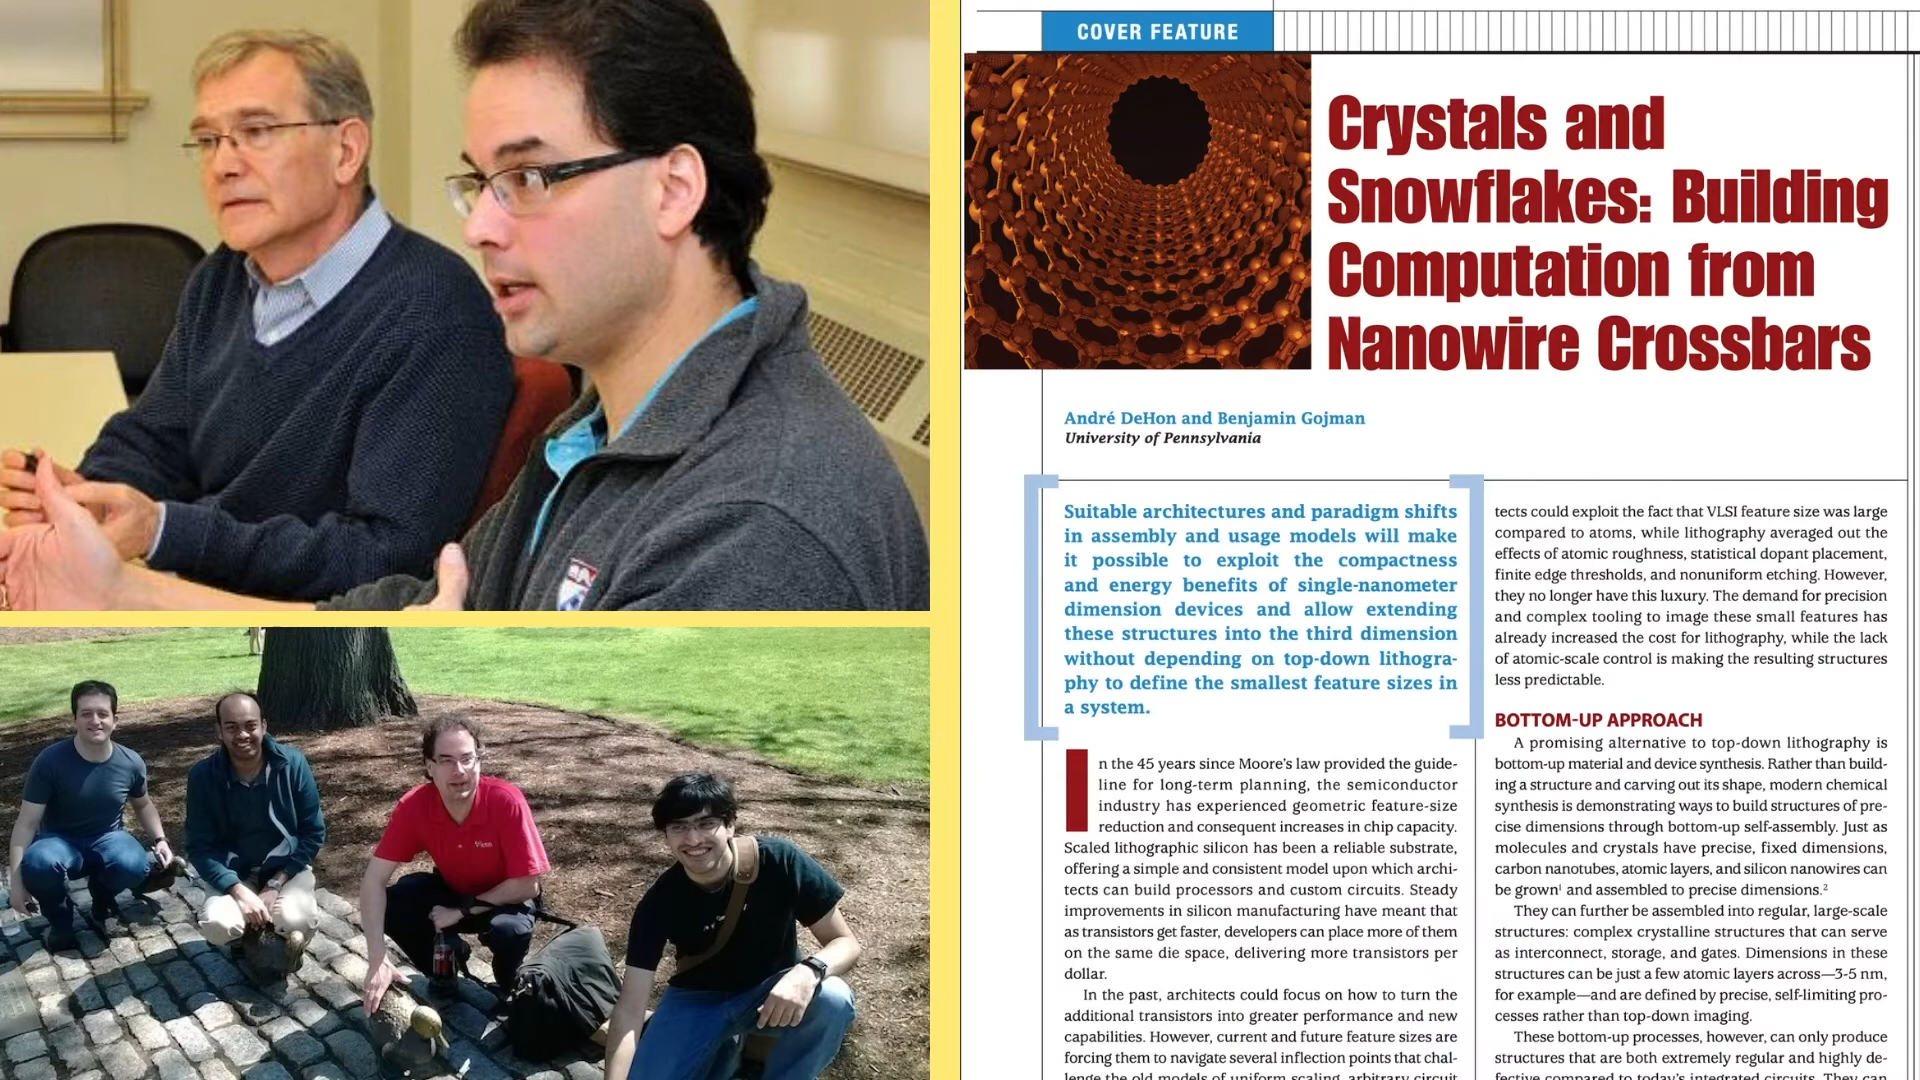 COVER FEATURE
Crystals and
Snowflakes: Building
Computation from
Nanowire Crossbars
André DeHon and Benjamin Gojman
University of Pennsylvania
Suitable architectures and paradigm shifts
in assembly and usage models will make
it possible to exploit the compactness
and energy benefits of single-nanometer
dimension devices and allow extending
these structures into the third dimension
without depending on top-down lithogra-
phy to define the smallest feature sizes in
a system.
In the 45 years since Moore's law provided the guide-
line for long-term planning, the semiconductor
industry has experienced geometric feature-size
reduction and consequent increases in chip capacity.
Scaled lithographic silicon has been a reliable substrate,
offering a simple and consistent model upon which archi-
tects can build processors and custom circuits. Steady
improvements in silicon manufacturing have meant that
as transistors get faster, developers can place more of them
on the same die space, delivering more transistors per
dollar.
In the past, architects could focus on how to turn the
additional transistors into greater performance and new
capabilities. However, current and future feature sizes are
forcing them to navigate several inflection points that chal-
lenge the old models of uniform scaling, arbitrary circuit
tects could exploit the fact that VLSI feature size was large
compared to atoms, while lithography averaged out the
effects of atomic roughness, statistical dopant placement,
finite edge thresholds, and nonuniform etching. However,
they no longer have this luxury. The demand for precision
and complex tooling to image these small features has
already increased the cost for lithography, while the lack
of atomic-scale control is making the resulting structures
less predictable.
BOTTOM-UP APPROACH
A promising alternative to top-down lithography is
bottom-up material and device synthesis. Rather than build-
ing a structure and carving out its shape, modern chemical
synthesis is demonstrating ways to build structures of pre-
cise dimensions through bottom-up self-assembly. Just as
molecules and crystals have precise, fixed dimensions,
carbon nanotubes, atomic layers, and silicon nanowires can
be grown¹ and assembled to precise dimensions.²
They can further be assembled into regular, large-scale
structures: complex crystalline structures that can serve
as interconnect, storage, and gates. Dimensions in these
structures can be just a few atomic layers across—3-5 nm,
for example—and are defined by precise, self-limiting pro-
cesses rather than top-down imaging.
These bottom-up processes, however, can only produce
structures that are both extremely regular and highly de-
fective compared to today's integrated circuits. They can